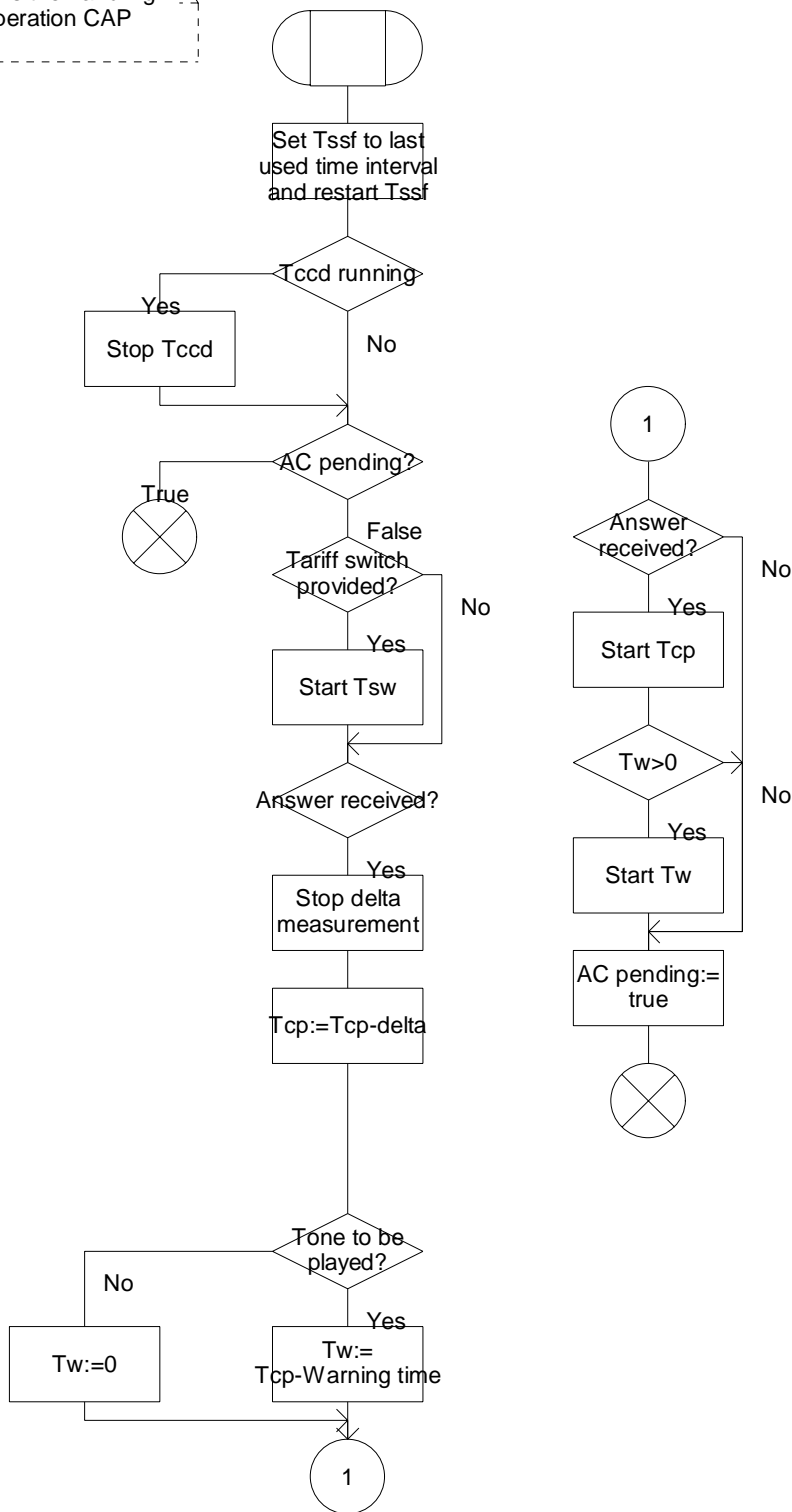 peration CAP
Set Tssf to last
used time interval
and restart Tssf
Tccd running
Yes
No
Stop Tccd
AC pending?
True
False
Tariff switch
provided?
No
Yes
Start Tsw
Answer received?
Yes
Stop delta
measurement
Tcp:=Tcp-delta
Tone to be
played?
No
Yes
Tw:=0
Tw:=
Tcp-Warning time
1
1
Answer
received?
No
Yes
Start Tcp
Tw>0
No
Yes
Start Tw
AC pending:=
true